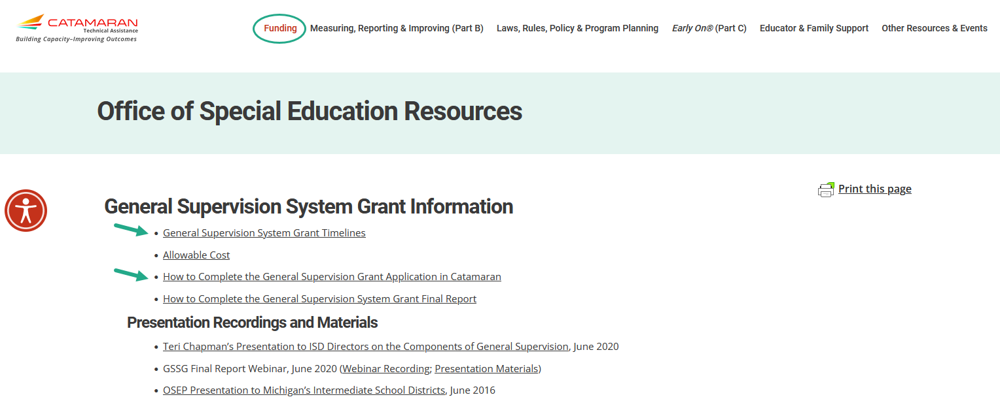 CATAMARAN
Technical Assistance
Building Capacity–Improving Outcomes
Funding Measuring, Reporting & Improving (Part B) Laws, Rules, Policy & Program Planning Early On® (Part C) Educator & Family Support Other Resources & Events
Office of Special Education Resources
Print this page
General Supervision System Grant Information
• General Supervision System Grant Timelines
• Allowable Cost
• How to Complete the General Supervision Grant Application in Catamaran
• How to Complete the General Supervision System Grant Final Report
Presentation Recordings and Materials
• Teri Chapman’s Presentation to ISD Directors on the Components of General Supervision, June 2020
• GSSG Final Report Webinar, June 2020 (Webinar Recording; Presentation Materials)
• OSEP Presentation to Michigan’s Intermediate School Districts, June 2016